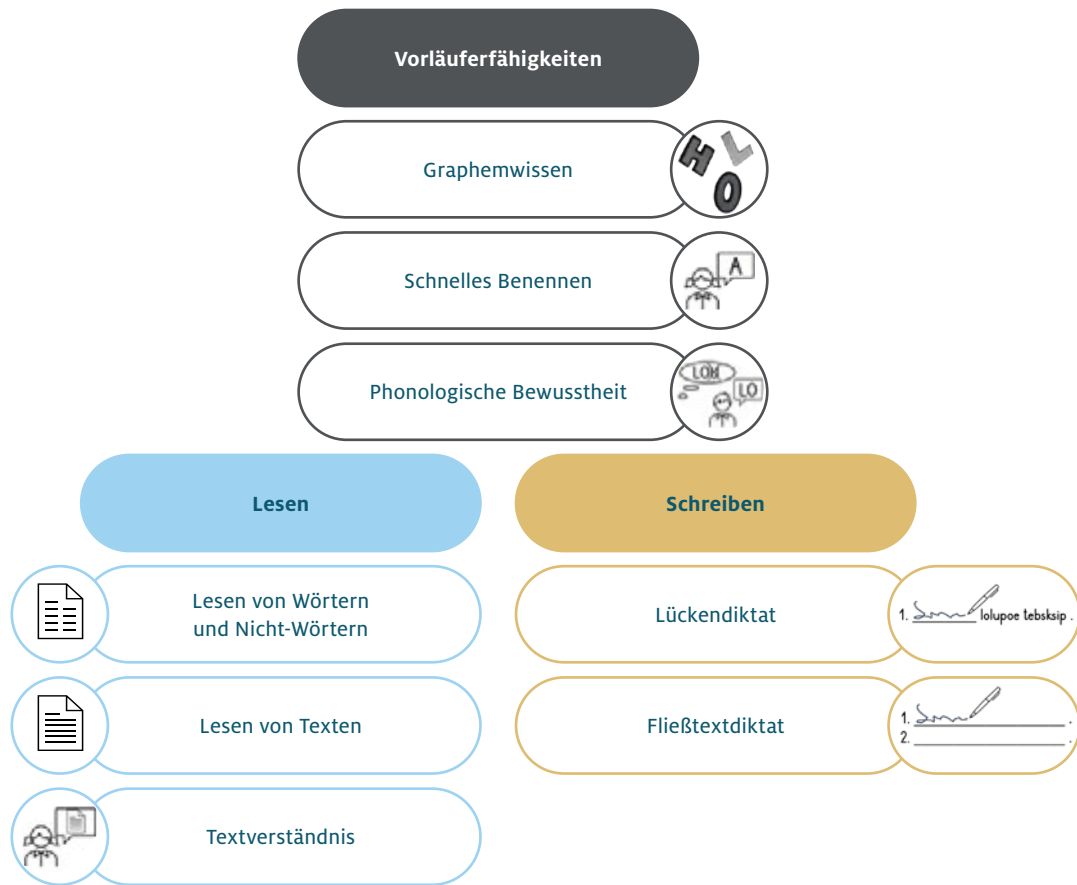 Vorläuferfähigkeiten
Graphemwissen
H L O
Schnelles Benennen
A
Phonologische Bewusstheit
LO
Lesen
Schreiben
Lesen von Wörtern
und Nicht-Wörtern
Lückendiktat
1. lolupoe tebsksip .
Lesen von Texten
Fließtextdiktat
1. .
2. .
Textverständnis